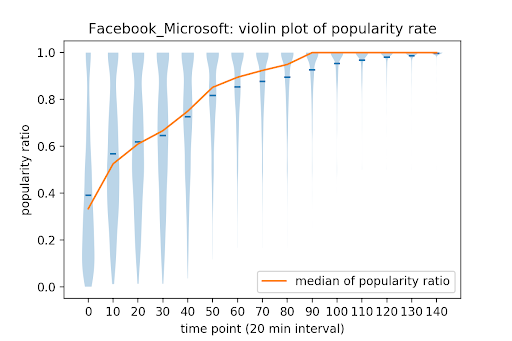 Facebook_Microsoft: violin plot of popularity rate
popularity ratio
1.0
0.8
0.6
0.4
0.2
0.0
median of popularity ratio
0 10 20 30 40 50 60 70 80 90 100 110 120 130 140
time point (20 min interval)